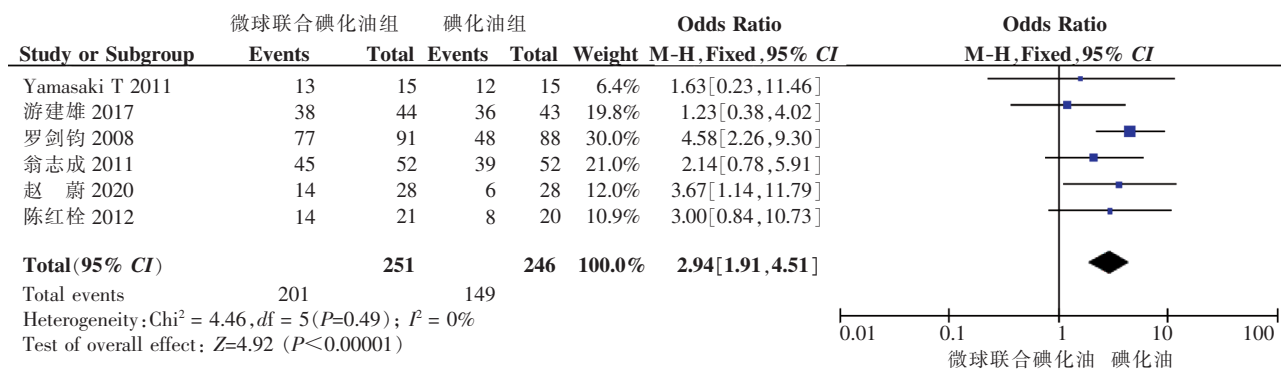 微球联合碘化油组 碘化油组 Odds Ratio Odds Ratio
Study or Subgroup Events Total Events Total Weight M-H,Fixed,95% CI M-H,Fixed,95% CI
Yamasaki T 2011 13 15 12 15 6.4% 1.63[0.23,11.46]
游建雄 2017 38 44 36 43 19.8% 1.23[0.38,4.02]
罗剑钧 2008 77 91 48 88 30.0% 4.58[2.26,9.30]
翁志成 2011 45 52 39 52 21.0% 2.14[0.78,5.91]
赵 蔚 2020 14 28 6 28 12.0% 3.67[1.14,11.79]
陈红栓 2012 14 21 8 20 10.9% 3.00[0.84,10.73]
Total(95% CI) 251 246 100.0% 2.94[1.91,4.51]
Total events 201 149
Heterogeneity:Chi² = 4.46,df = 5(P=0.49); I² = 0%
Test of overall effect: Z=4.92 (P<0.00001)
0.01 0.1 1 10 100
微球联合碘化油 碘化油